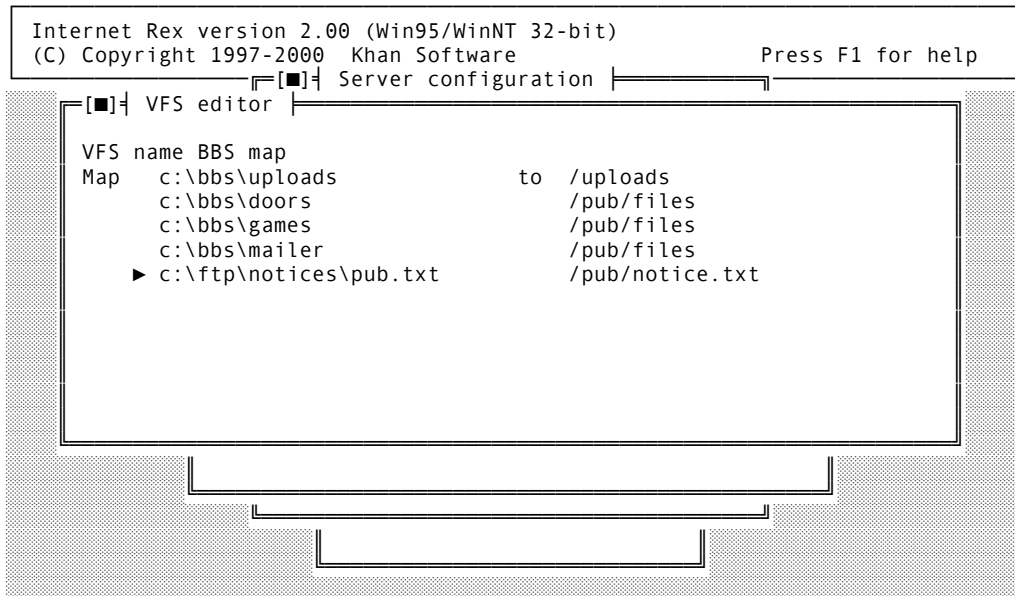 Internet Rex version 2.00 (Win95/WinNT 32-bit)
(C) Copyright 1997-2000 Khan Software Press F1 for help
[■] Server configuration
[■] VFS editor
VFS name BBS map
Map c:\bbs\uploads to /uploads
c:\bbs\doors /pub/files
c:\bbs\games /pub/files
c:\bbs\mailer /pub/files
► c:\ftp\notices\pub.txt /pub/notice.txt